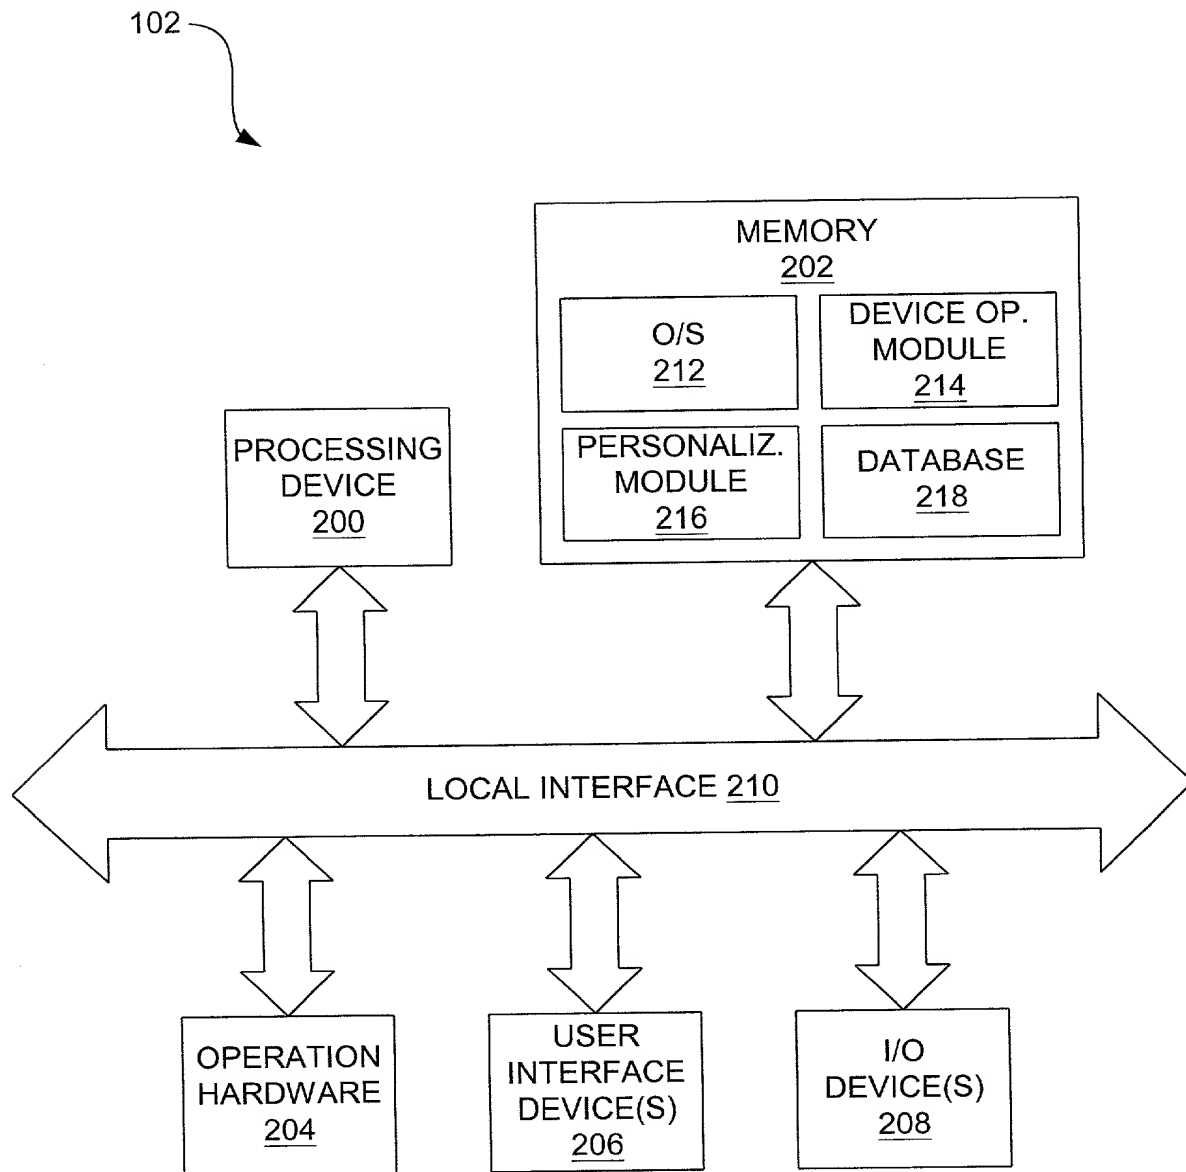 102
MEMORY
202
O/S
212
DEVICE OP.
MODULE
214
PERSONALIZ.
MODULE
216
DATABASE
218
PROCESSING
DEVICE
200
LOCAL INTERFACE 210
OPERATION
HARDWARE
204
USER
INTERFACE
DEVICE(S)
206
I/O
DEVICE(S)
208